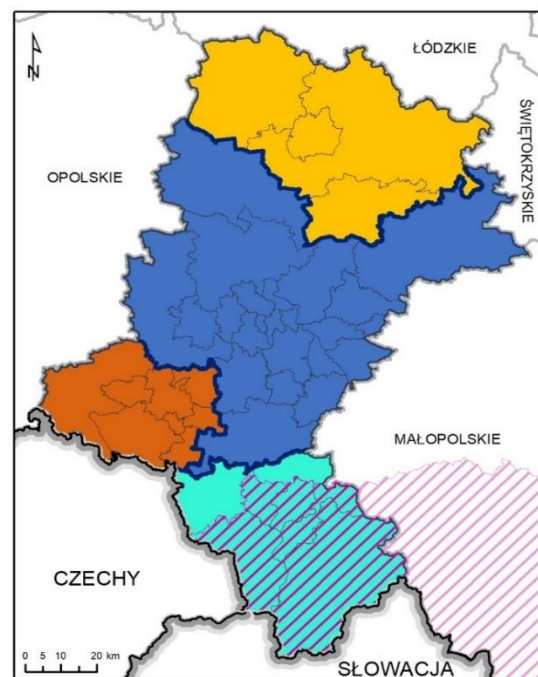 N
ŁÓDZKIE
ŚWIĘTOKRZYSKIE
OPOLSKIE
MAŁOPOLSKIE
CZECHY
0 5 10 20 km
SŁOWACJA